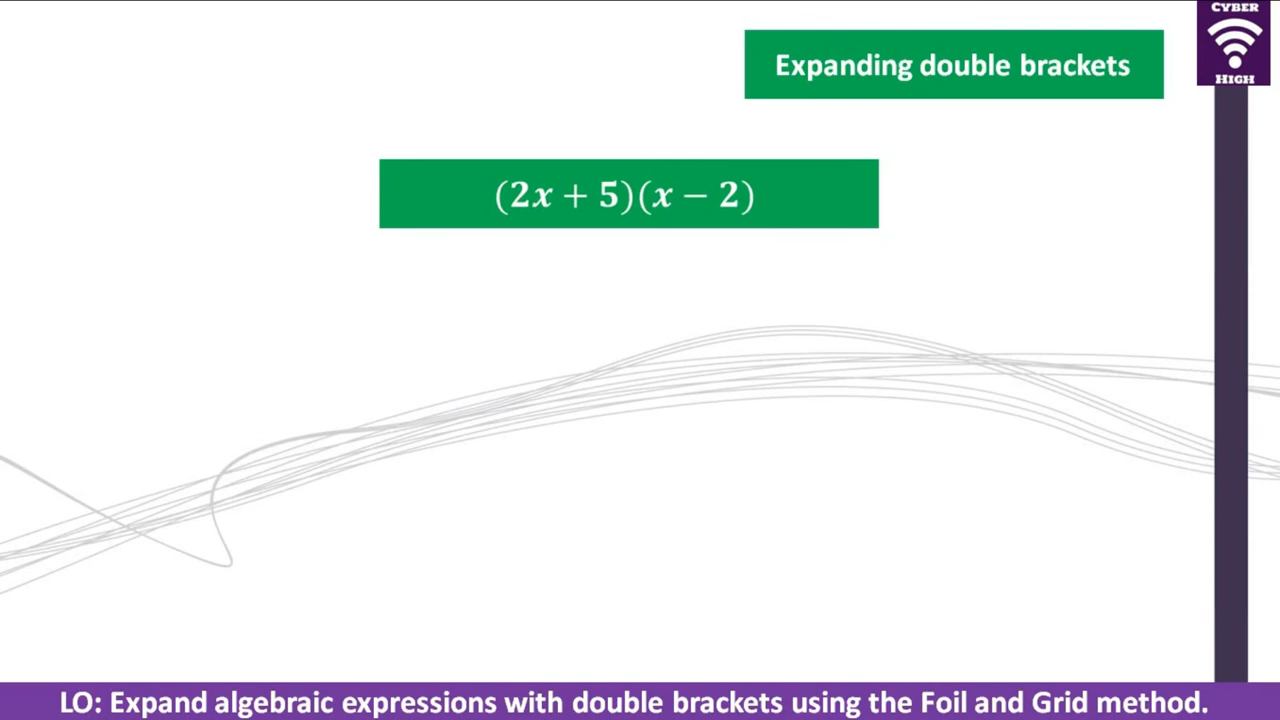 CYBER
HIGH
Expanding double brackets
(2x + 5)(x − 2)
LO: Expand algebraic expressions with double brackets using the Foil and Grid method.